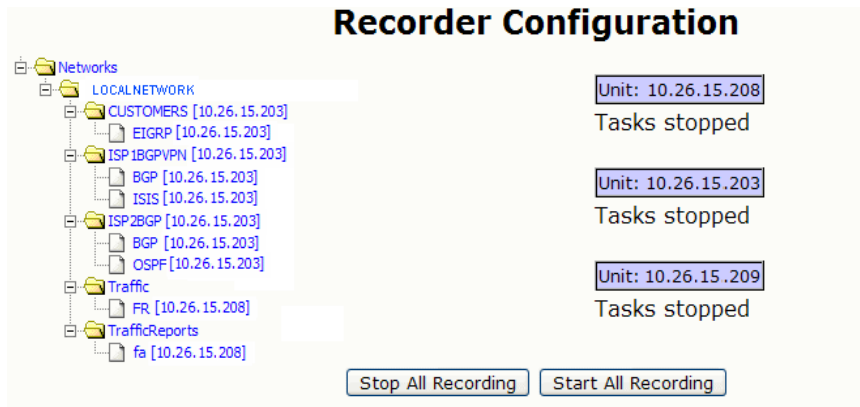 Recorder Configuration
Networks
LOCALNETWORK
CUSTOMERS [10.26.15.203]
EIGRP [10.26.15.203]
ISP1BGPVPN [10.26.15.203]
BGP [10.26.15.203]
ISIS [10.26.15.203]
ISP2BGP [10.26.15.203]
BGP [10.26.15.203]
OSPF [10.26.15.203]
Traffic
FR [10.26.15.208]
TrafficReports
fa [10.26.15.208]
Unit: 10.26.15.208
Tasks stopped
Unit: 10.26.15.203
Tasks stopped
Unit: 10.26.15.209
Tasks stopped
Stop All Recording
Start All Recording